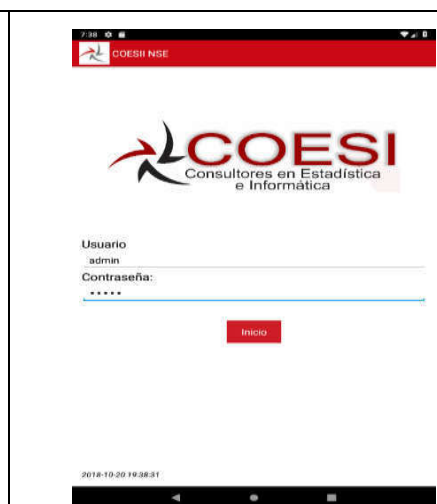 7:38
COESII NSE
COESI
Consultores en Estadística
e Informática
Usuario
admin
Contraseña:
•••••
Inicio
2018-10-20 19:38:31